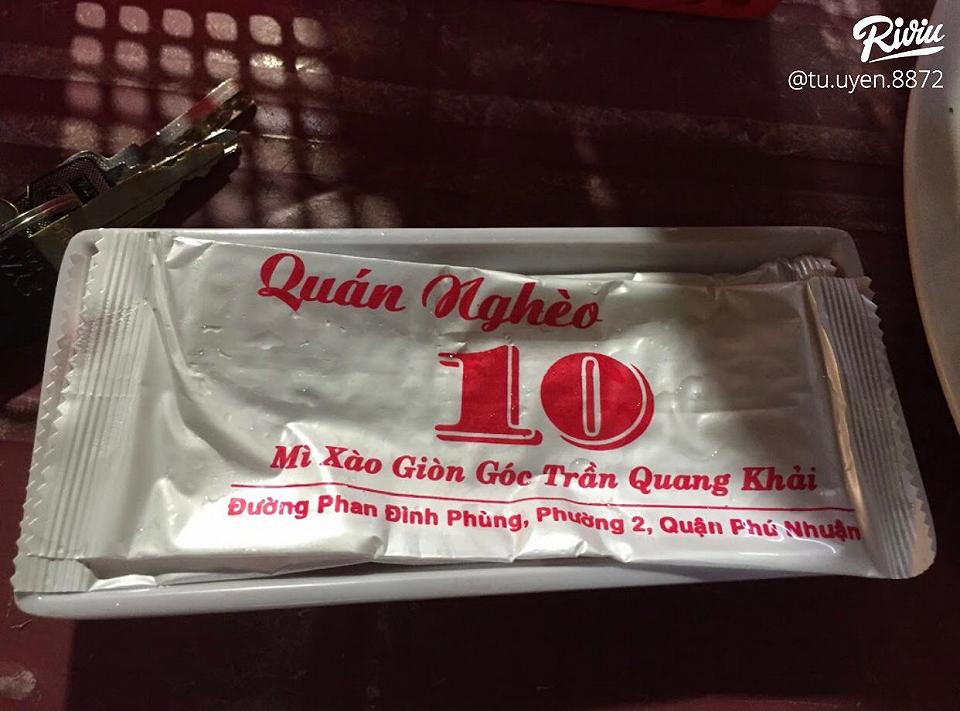 Riviu
@tu.uyen.8872
Quán Nghèo
10
Mì Xào Giòn Góc Trần Quang Khải
Đường Phan Đình Phùng, Phường 2, Quận Phú Nhuận